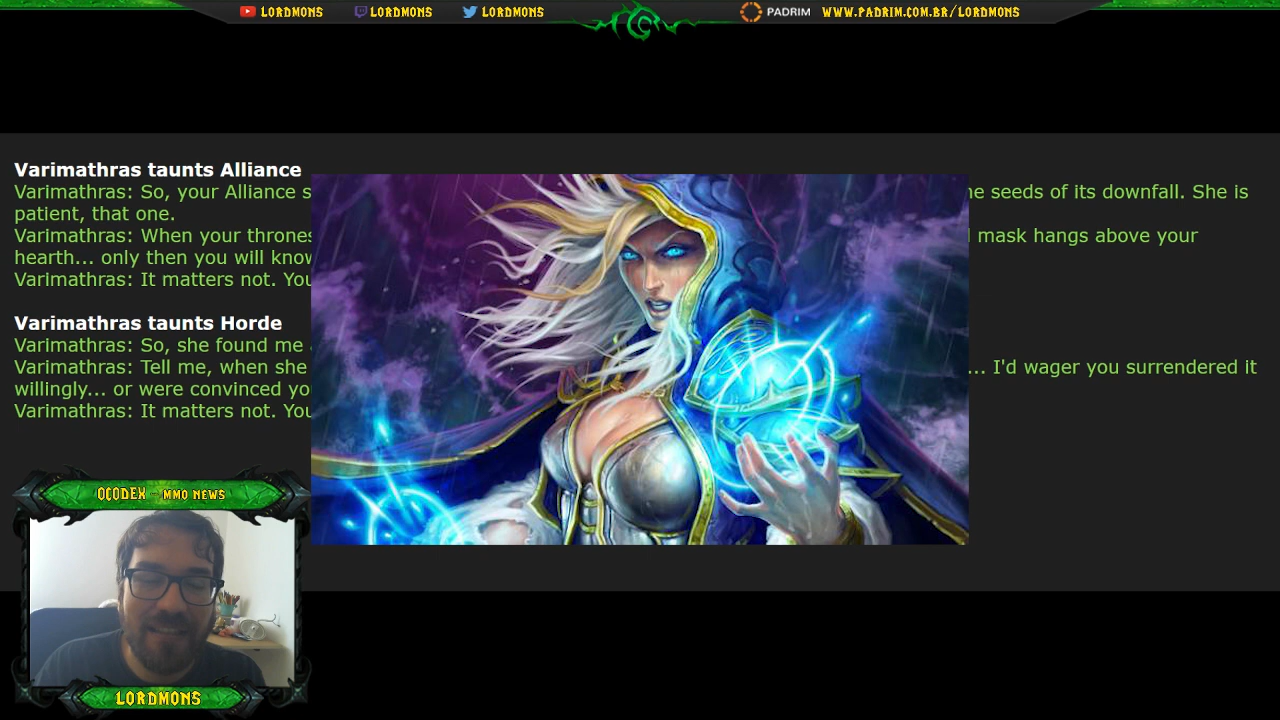 LORDMONS
LORDMONS
LORDMONS
PADRIM
WWW.PADRIM.COM.BR/LORDMONS
Varimathras taunts Alliance
Varimathras: So, your Alliance s
seeds of its downfall. She is
patient, that one.
Varimathras: When your thrones
mask hangs above your
hearth... only then you will know
Varimathras: It matters not. You
Varimathras taunts Horde
Varimathras: So, she found me
Varimathras: Tell me, when she
... I'd wager you surrendered it
willingly... or were convinced yo
Varimathras: It matters not. You
OCODEX - MMO NEWS
LORDMONS